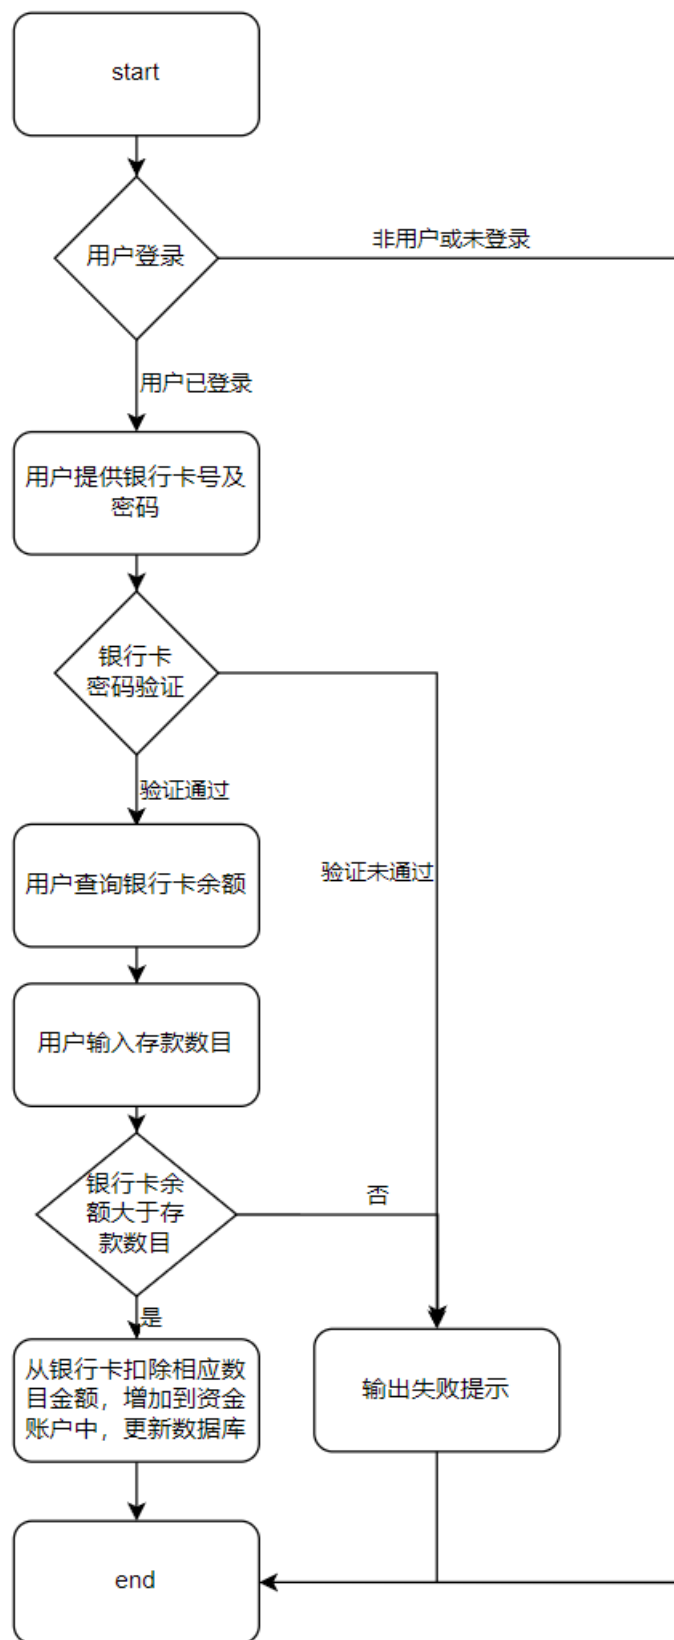 start
用户登录
非用户或未登录
用户已登录
用户提供银行卡号及
密码
银行卡
密码验证
验证通过
验证未通过
用户查询银行卡余额
用户输入存款数目
银行卡余
额大于存
款数目
否
是
从银行卡扣除相应数
目金额，增加到资金
账户中，更新数据库
输出失败提示
end